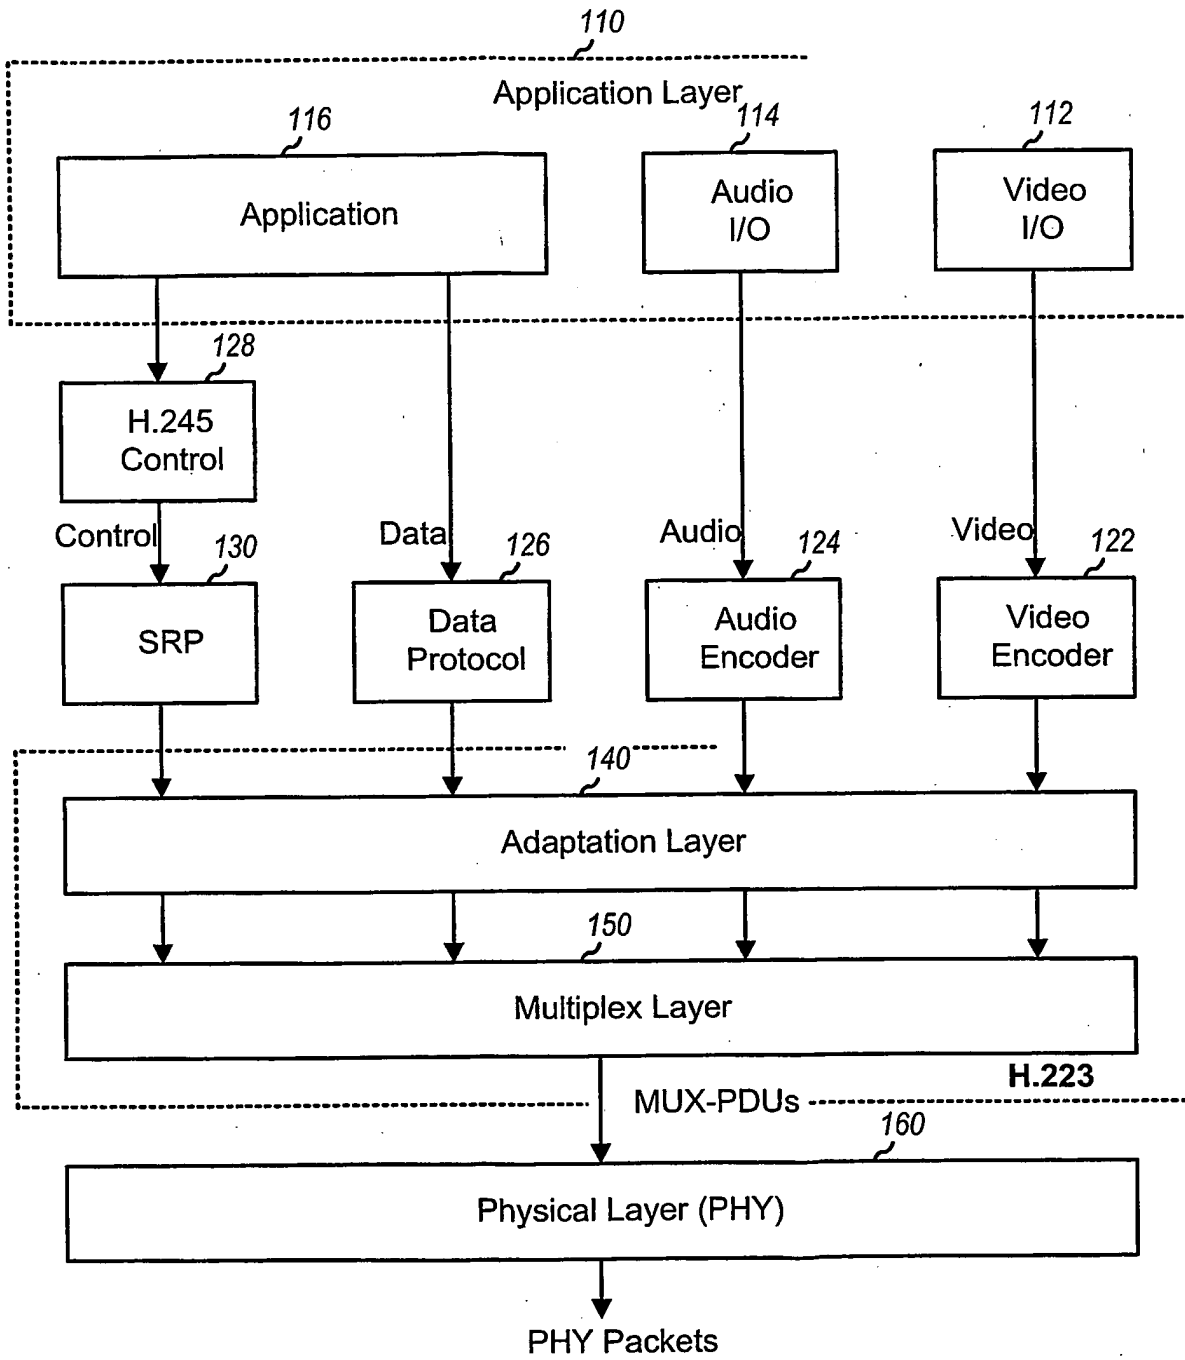 110
Application Layer
116
114
112
Application
Audio
I/O
Video
I/O
128
H.245
Control
Control
Data
Audio
Video
130
126
124
122
SRP
Data
Protocol
Audio
Encoder
Video
Encoder
140
Adaptation Layer
150
Multiplex Layer
H.223
MUX-PDUs
160
Physical Layer (PHY)
PHY Packets